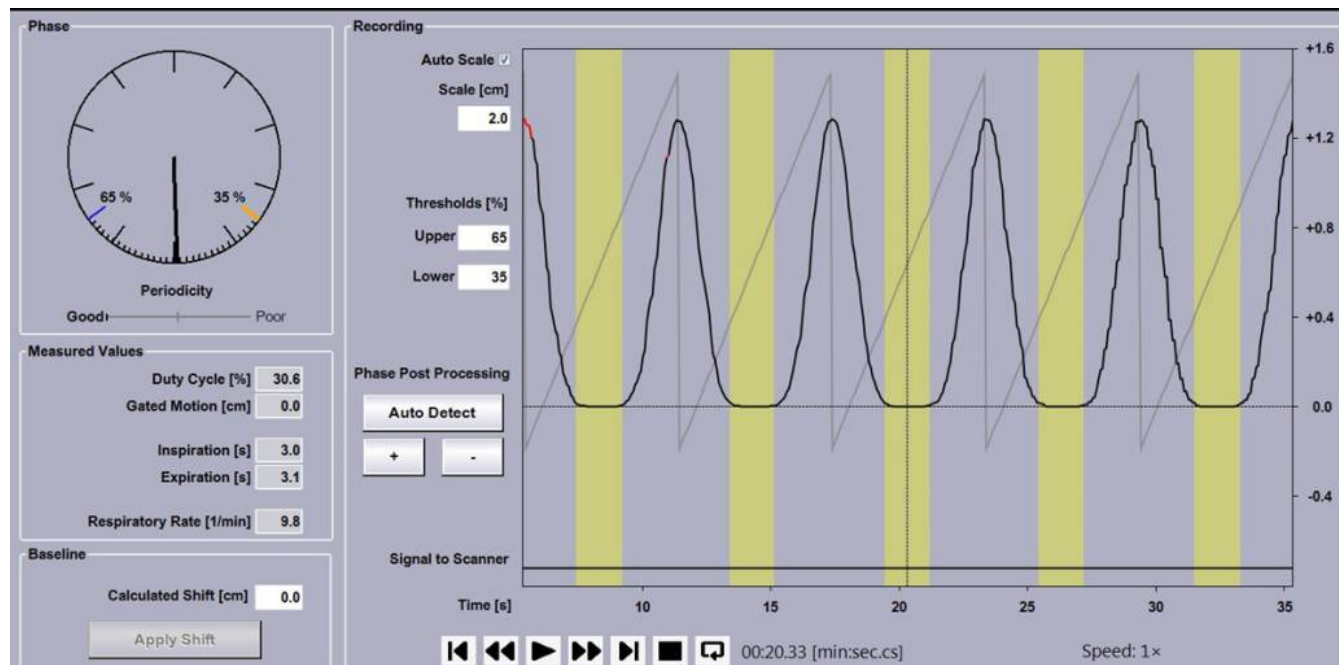 Phase
65 %
35 %
Periodicity
Good
Poor
Measured Values
Duty Cycle [%] 30.6
Gated Motion [cm] 0.0
Inspiration [s] 3.0
Expiration [s] 3.1
Respiratory Rate [1/min] 9.8
Baseline
Calculated Shift [cm] 0.0
Apply Shift
Recording
Auto Scale
Scale [cm]
2.0
Thresholds [%]
Upper 65
Lower 35
Phase Post Processing
Auto Detect
+ -
Signal to Scanner
+1.6
+1.2
+0.8
+0.4
0.0
-0.4
Time [s] 10 15 20 25 30 35
00:20.33 [min:sec.cs] Speed: 1×